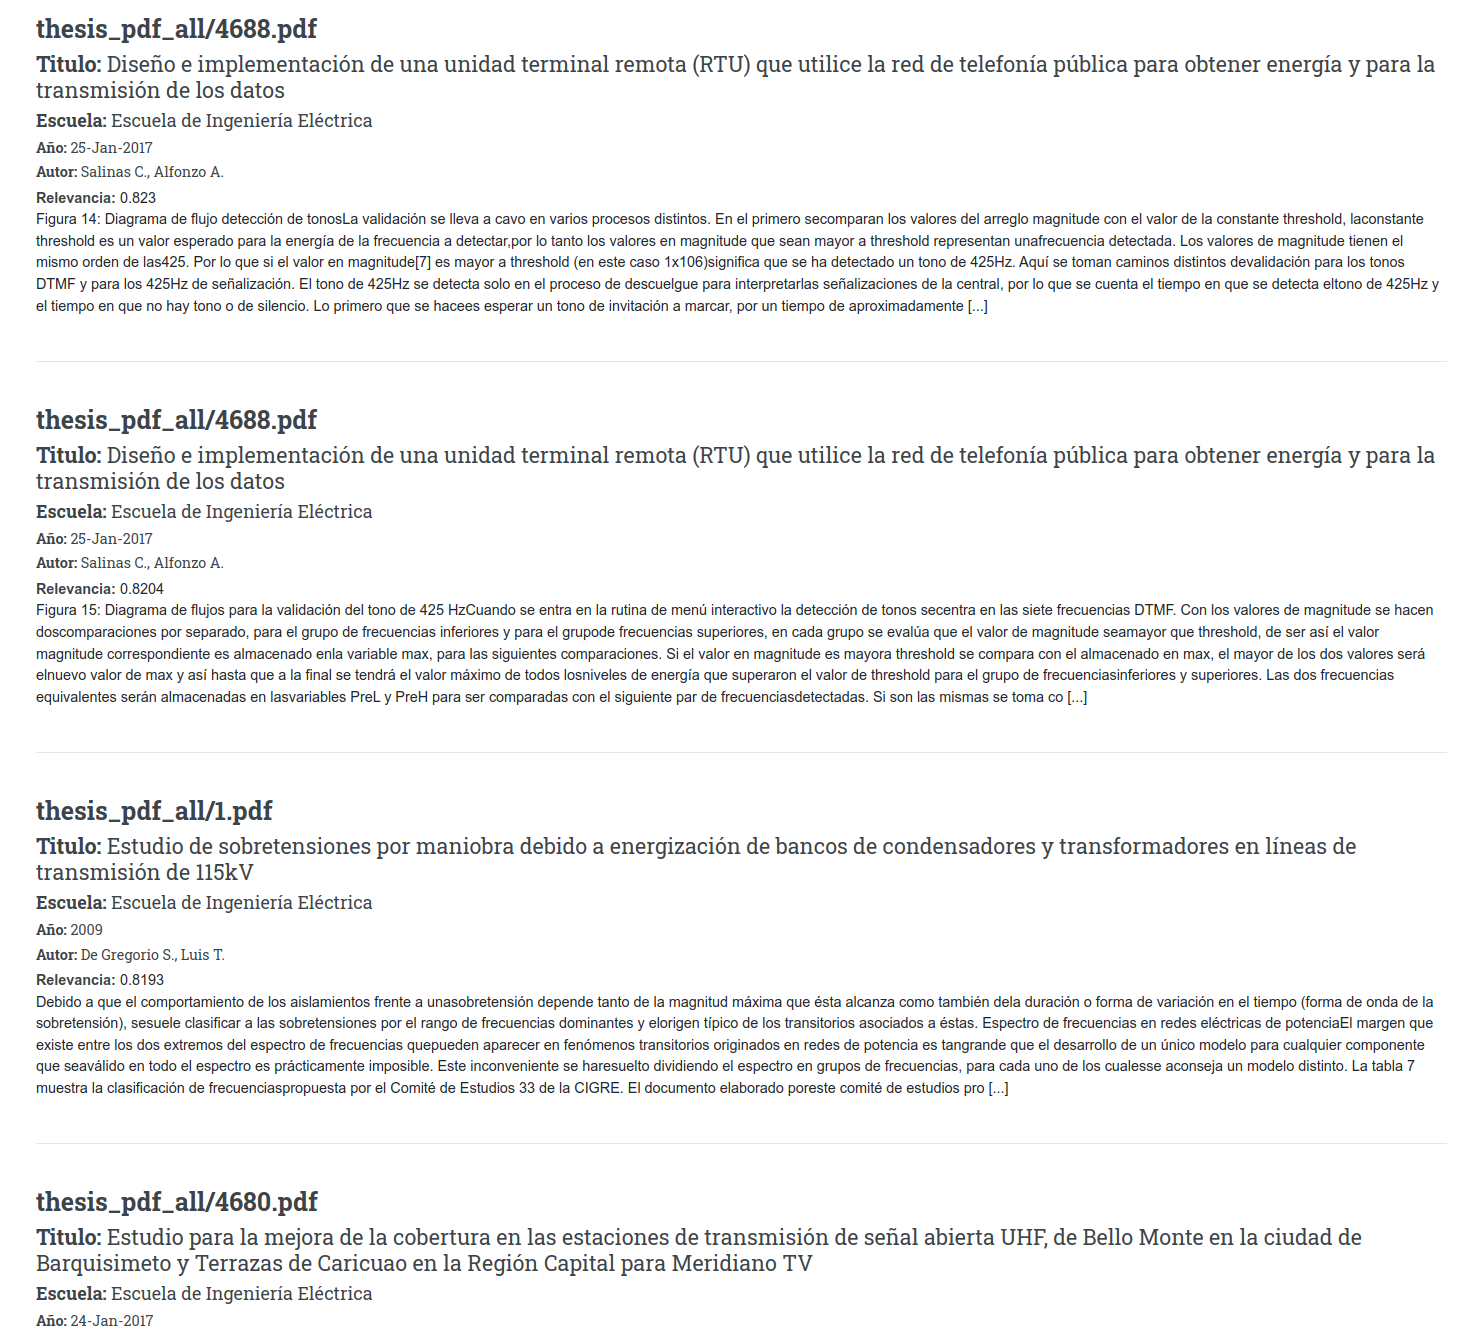 thesis_pdf_all/4688.pdf
Titulo: Diseño e implementación de una unidad terminal remota (RTU) que utilice la red de telefonía pública para obtener energía y para la
transmisión de los datos
Escuela: Escuela de Ingeniería Eléctrica
Año: 25-Jan-2017
Autor: Salinas C., Alfonzo A.
Relevancia: 0.823
Figura 14: Diagrama de flujo detección de tonosLa validación se lleva a cavo en varios procesos distintos. En el primero secomparan los valores del arreglo magnitude con el valor de la constante threshold, laconstante
threshold es un valor esperado para la energía de la frecuencia a detectar,por lo tanto los valores en magnitude que sean mayor a threshold representan unafrecuencia detectada. Los valores de magnitude tienen el
mismo orden de las425. Por lo que si el valor en magnitude[7] es mayor a threshold (en este caso 1x106)significa que se ha detectado un tono de 425Hz. Aquí se toman caminos distintos devalidación para los tonos
DTMF y para los 425Hz de señalización. El tono de 425Hz se detecta solo en el proceso de descuelgue para interpretarlas señalizaciones de la central, por lo que se cuenta el tiempo en que se detecta eltono de 425Hz y
el tiempo en que no hay tono o de silencio. Lo primero que se hacees esperar un tono de invitación a marcar, por un tiempo de aproximadamente [...]
thesis_pdf_all/4688.pdf
Titulo: Diseño e implementación de una unidad terminal remota (RTU) que utilice la red de telefonía pública para obtener energía y para la
transmisión de los datos
Escuela: Escuela de Ingeniería Eléctrica
Año: 25-Jan-2017
Autor: Salinas C., Alfonzo A.
Relevancia: 0.8204
Figura 15: Diagrama de flujos para la validación del tono de 425 HzCuando se entra en la rutina de menú interactivo la detección de tonos secentra en las siete frecuencias DTMF. Con los valores de magnitude se hacen
doscomparaciones por separado, para el grupo de frecuencias inferiores y para el grupode frecuencias superiores, en cada grupo se evalúa que el valor de magnitude seamayor que threshold, de ser así el valor
magnitude correspondiente es almacenado enla variable max, para las siguientes comparaciones. Si el valor en magnitude es mayora threshold se compara con el almacenado en max, el mayor de los dos valores será
elnuevo valor de max y así hasta que a la final se tendrá el valor máximo de todos losniveles de energía que superaron el valor de threshold para el grupo de frecuenciasinferiores y superiores. Las dos frecuencias
equivalentes serán almacenadas en lasvariables PreL y PreH para ser comparadas con el siguiente par de frecuenciasdetectadas. Si son las mismas se toma co [...]
thesis_pdf_all/1.pdf
Titulo: Estudio de sobretensiones por maniobra debido a energización de bancos de condensadores y transformadores en líneas de
transmisión de 115kV
Escuela: Escuela de Ingeniería Eléctrica
Año: 2009
Autor: De Gregorio S., Luis T.
Relevancia: 0.8193
Debido a que el comportamiento de los aislamientos frente a unasobretensión depende tanto de la magnitud máxima que ésta alcanza como también dela duración o forma de variación en el tiempo (forma de onda de la
sobretensión), sesuele clasificar a las sobretensiones por el rango de frecuencias dominantes y elorigen típico de los transitorios asociados a éstas. Espectro de frecuencias en redes eléctricas de potenciaEl margen que
existe entre los dos extremos del espectro de frecuencias quepueden aparecer en fenómenos transitorios originados en redes de potencia es tangrande que el desarrollo de un único modelo para cualquier componente
que seaválido en todo el espectro es prácticamente imposible. Este inconveniente se haresuelto dividiendo el espectro en grupos de frecuencias, para cada uno de los cualesse aconseja un modelo distinto. La tabla 7
muestra la clasificación de frecuenciaspropuesta por el Comité de Estudios 33 de la CIGRE. El documento elaborado poreste comité de estudios pro [...]
thesis_pdf_all/4680.pdf
Titulo: Estudio para la mejora de la cobertura en las estaciones de transmisión de señal abierta UHF, de Bello Monte en la ciudad de
Barquisimeto y Terrazas de Caricuao en la Región Capital para Meridiano TV
Escuela: Escuela de Ingeniería Eléctrica
Año: 24-Jan-2017